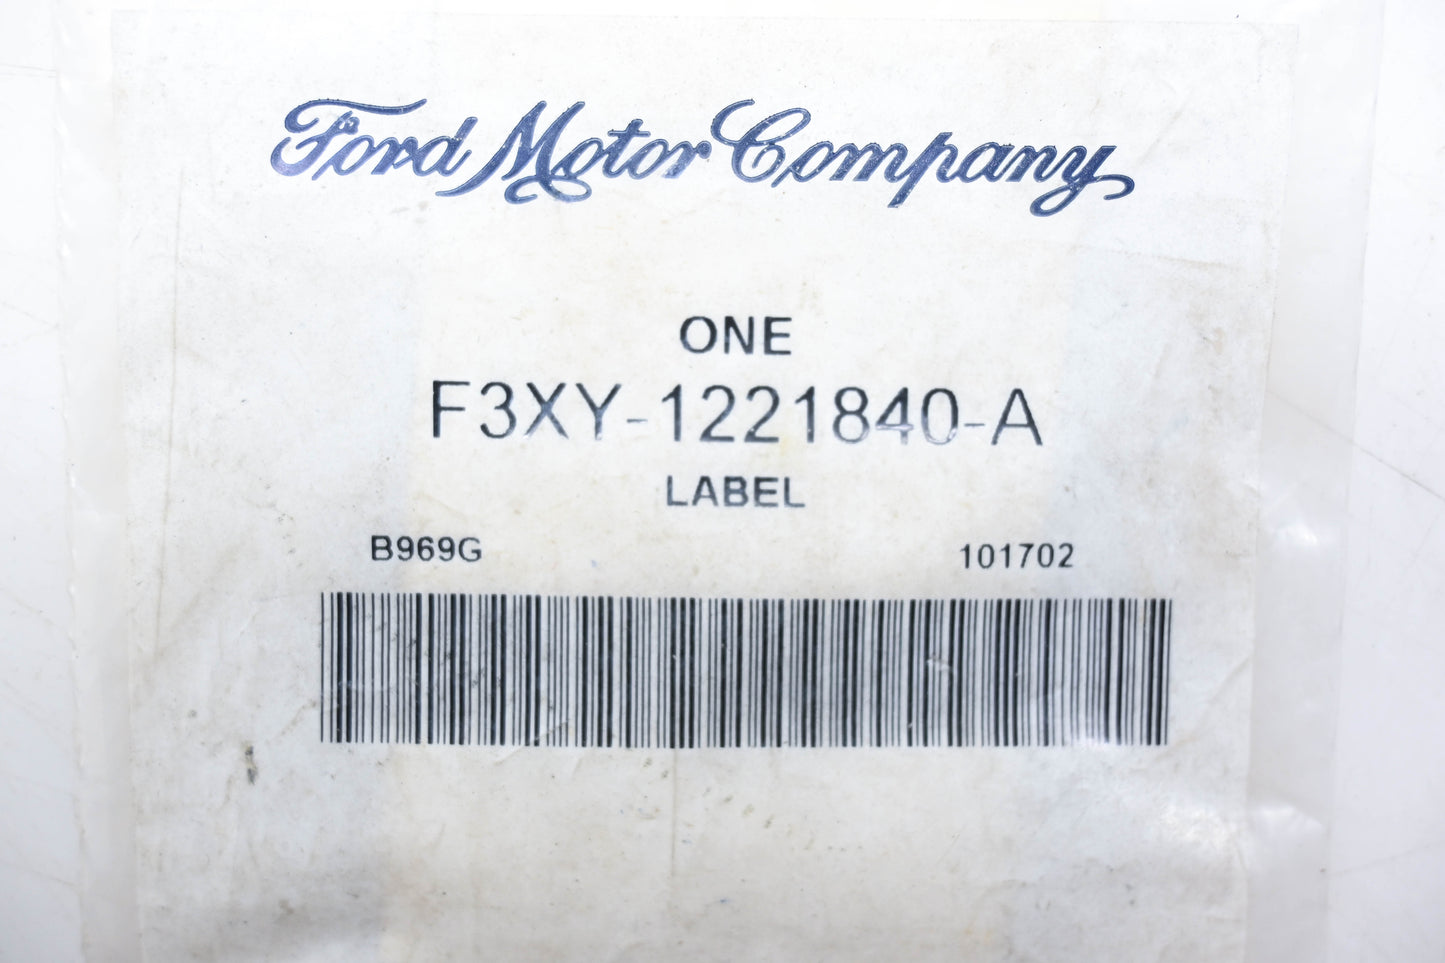 Ford Motor Company
ONE
F3XY-1221840-A
LABEL
B969G 101702